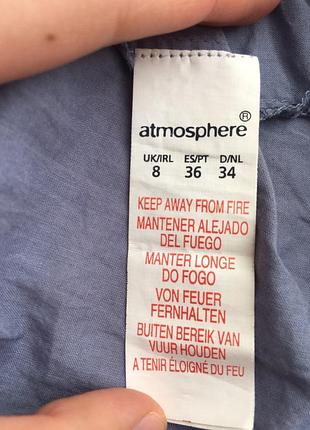 atmosphere®
UK/IRL ES/PT D/NL
8 36 34
KEEP AWAY FROM FIRE
MANTENER ALEJADO
DEL FUEGO
MANTER LONGE
DO FOGO
VON FEUER
FERNHALTEN
BUITEN BEREIK VAN
VUUR HOUDEN
A TENIR ÉLOIGNÉ DU FEU